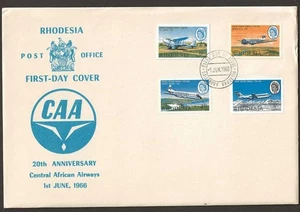 RHODESIA
POST OFFICE
FIRST-DAY COVER
CAA
20th ANNIVERSARY
Central African Airways
1st JUNE, 1966